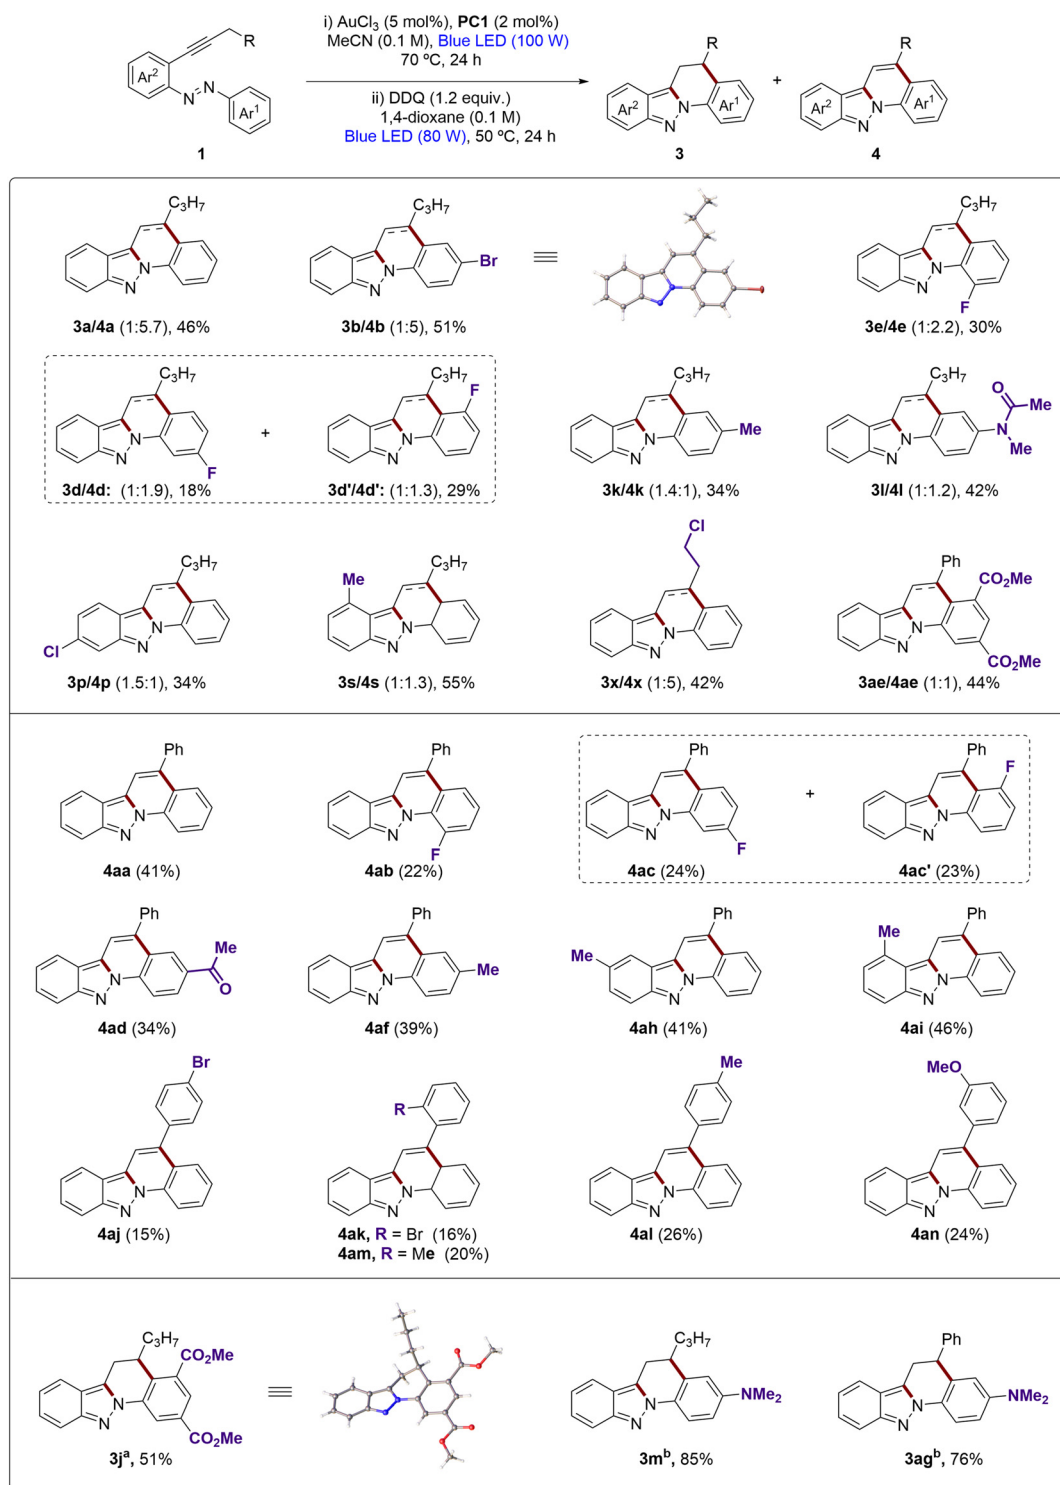 i) AuCl₃ (5 mol%), PC1 (2 mol%)
MeCN (0.1 M), Blue LED (100 W)
70 ºC, 24 h
ii) DDQ (1.2 equiv.)
1,4-dioxane (0.1 M)
Blue LED (80 W), 50 ºC, 24 h
R
Ar²
N
N
Ar¹
1
R
Ar²
N
N
Ar¹
3
+
R
Ar²
N
N
Ar¹
4
C₃H₇
N
N
3a/4a (1:5.7), 46%
C₃H₇
Br
N
N
3b/4b (1:5) , 51%
C₃H₇
N
N
F
3e/4e (1:2.2), 30%
C₃H₇
N
N
F
3d/4d: (1:1.9), 18%
+
C₃H₇
F
N
N
3d'/4d': (1:1.3), 29%
C₃H₇
Me
N
N
3k/4k (1.4:1), 34%
C₃H₇
O
Me
N
Me
N
N
3l/4l (1:1.2), 42%
C₃H₇
Cl
N
N
3p/4p (1.5:1), 34%
Me
C₃H₇
N
N
3s/4s (1:1.3), 55%
Cl
N
N
3x/4x (1:5), 42%
Ph
CO₂Me
N
N
CO₂Me
3ae/4ae (1:1), 44%
Ph
N
N
4aa (41%)
Ph
N
N
F
4ab (22%)
Ph
N
N
F
4ac (24%)
+
Ph
F
N
N
4ac' (23%)
Ph
Me
O
N
N
4ad (34%)
Ph
Me
N
N
4af (39%)
Ph
Me
N
N
4ah (41%)
Me
Ph
N
N
4ai (46%)
Br
N
N
4aj (15%)
R
N
N
4ak, R = Br (16%)
4am, R = Me (20%)
Me
N
N
4al (26%)
MeO
N
N
4an (24%)
C₃H₇
CO₂Me
N
N
CO₂Me
3jᵃ, 51%
C₃H₇
NMe₂
N
N
3mᵇ, 85%
Ph
NMe₂
N
N
3agᵇ, 76%